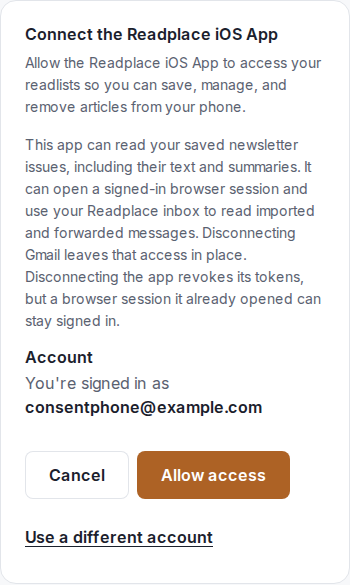 Connect the Readplace iOS App
Allow the Readplace iOS App to access your
readlists so you can save, manage, and
remove articles from your phone.
This app can read your saved newsletter
issues, including their text and summaries. It
can open a signed-in browser session and
use your Readplace inbox to read imported
and forwarded messages. Disconnecting
Gmail leaves that access in place.
Disconnecting the app revokes its tokens,
but a browser session it already opened can
stay signed in.
Account
You're signed in as
consentphone@example.com
Cancel
Allow access
Use a different account